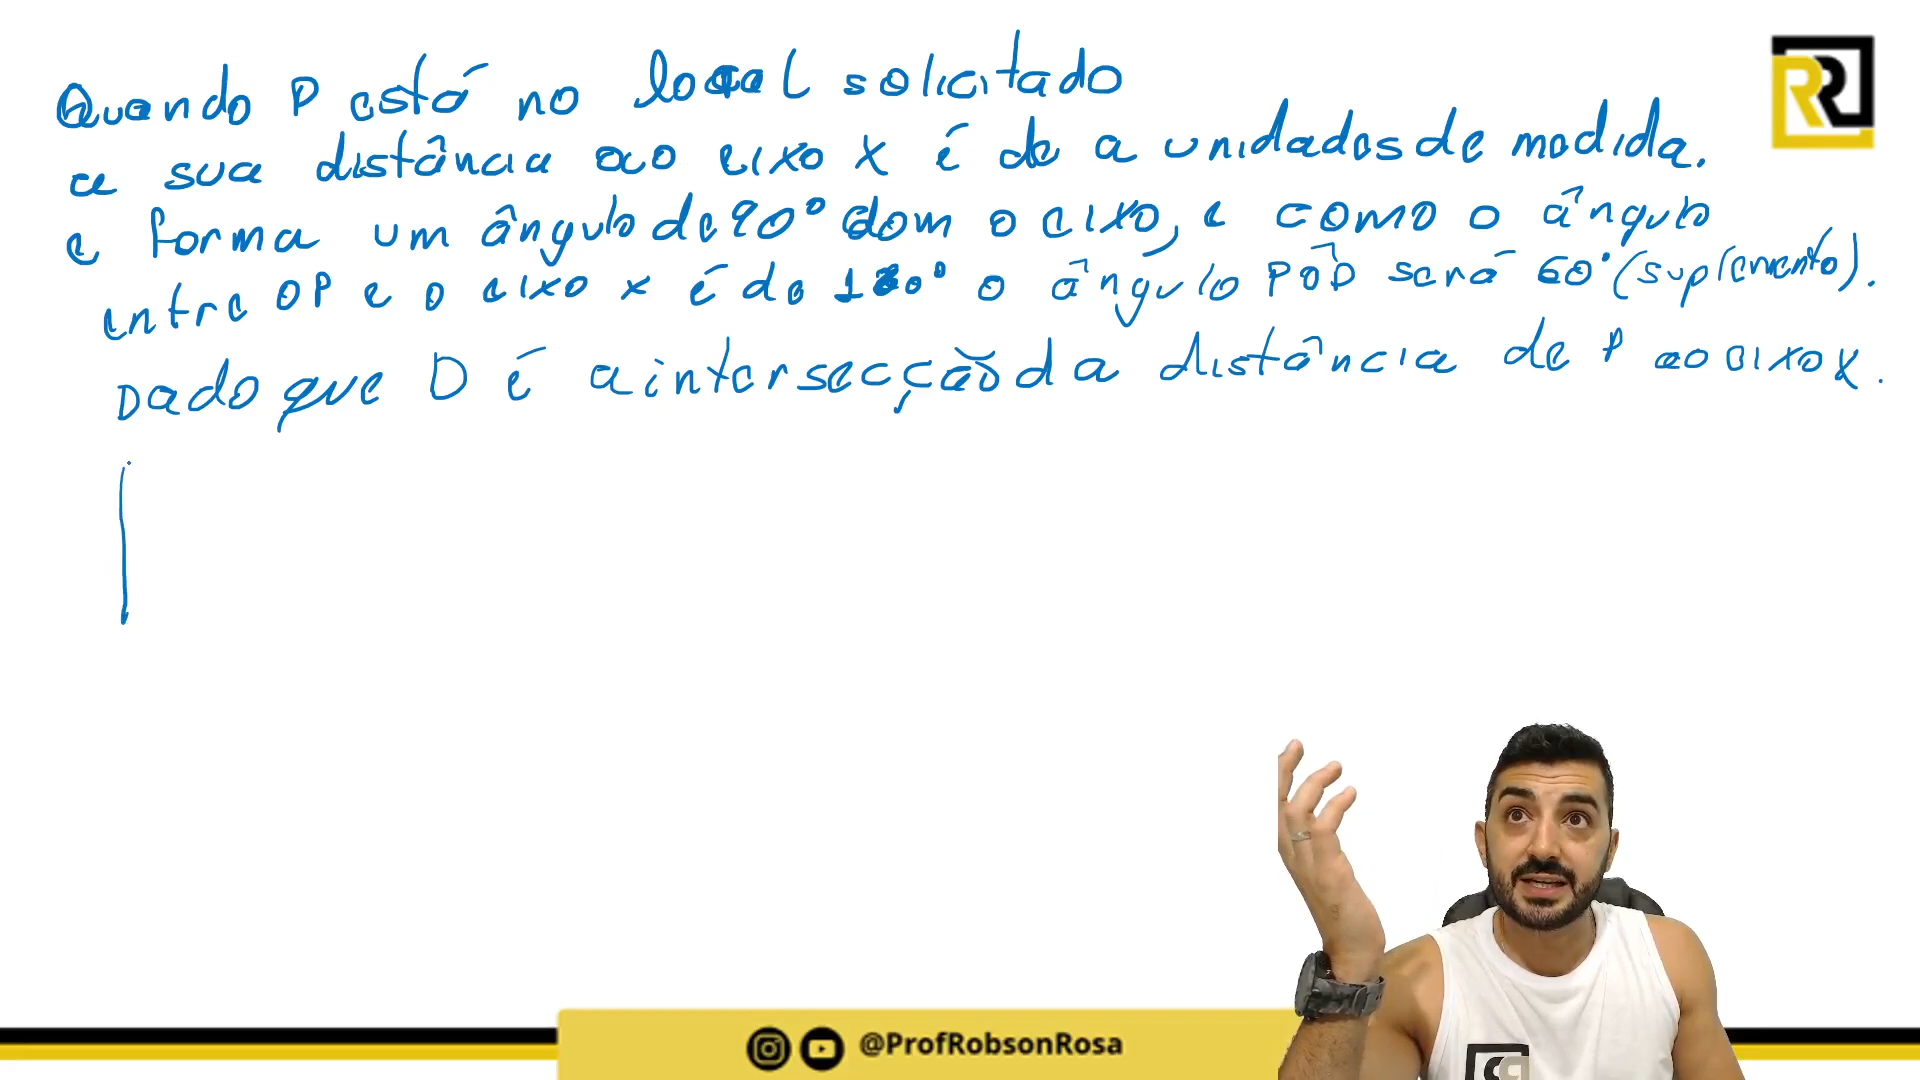 Quando P está no local solicitado
a sua distância ao eixo X é de a unidades de medida.
e forma um ângulo de 90° com o eixo, e como o ângulo
entre OP e o eixo x é de 120° o ângulo PÔD será 60° (suplemento).
Dado que D é a intersecção da distância de P ao eixo x.
RR
@ProfRobsonRosa